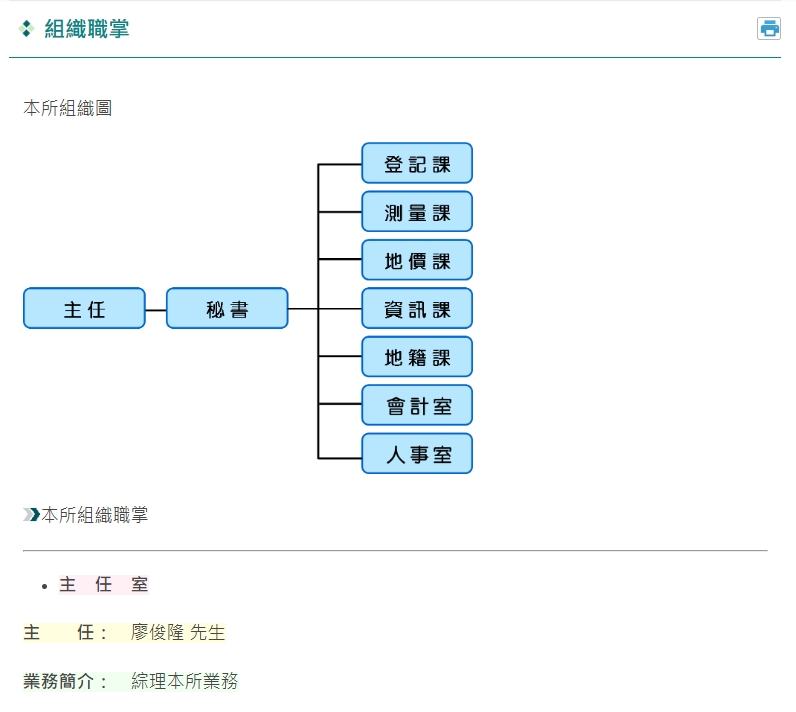 組織職掌
本所組織圖
登記課
測量課
地價課
主任
秘書
資訊課
地籍課
會計室
人事室
本所組織職掌
主 任 室
主 任： 廖俊隆 先生
業務簡介： 綜理本所業務